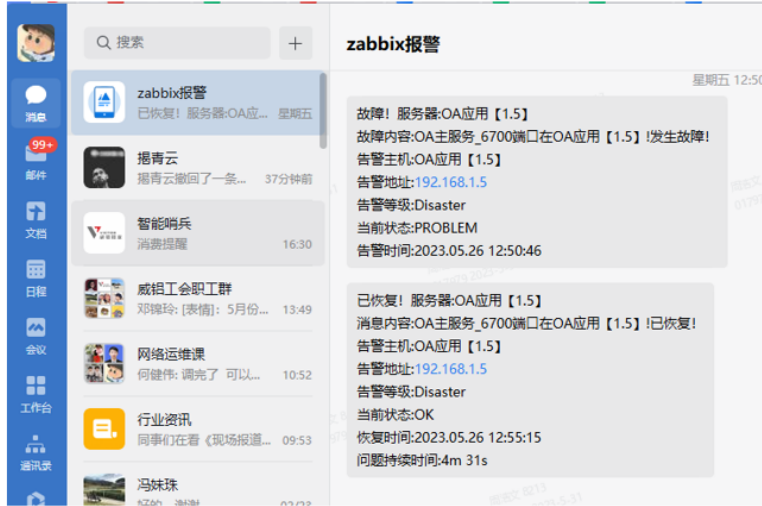 搜索
zabbix报警
已恢复！服务器:OA应... 星期五
揭青云
揭青云撤回了一条... 37分钟前
智能哨兵
消费提醒 16:30
威铝工会职工群
邓锦玲: [表情]：5月份... 13:49
网络运维课
何健伟: 调完了 可以... 10:52
行业资讯
同事们在看《现场报道... 09:53
冯妹珠
消息
99+
邮件
文档
日程
会议
工作台
通讯录
zabbix报警
星期五 12:50
故障！服务器:OA应用【1.5】
故障内容:OA主服务_6700端口在OA应用【1.5】!发生故障!
告警主机:OA应用【1.5】
告警地址:192.168.1.5
告警等级:Disaster
当前状态:PROBLEM
告警时间:2023.05.26 12:50:46
已恢复！服务器:OA应用【1.5】
消息内容:OA主服务_6700端口在OA应用【1.5】!已恢复!
告警主机:OA应用【1.5】
告警地址:192.168.1.5
告警等级:Disaster
当前状态:OK
恢复时间:2023.05.26 12:55:15
问题持续时间:4m 31s